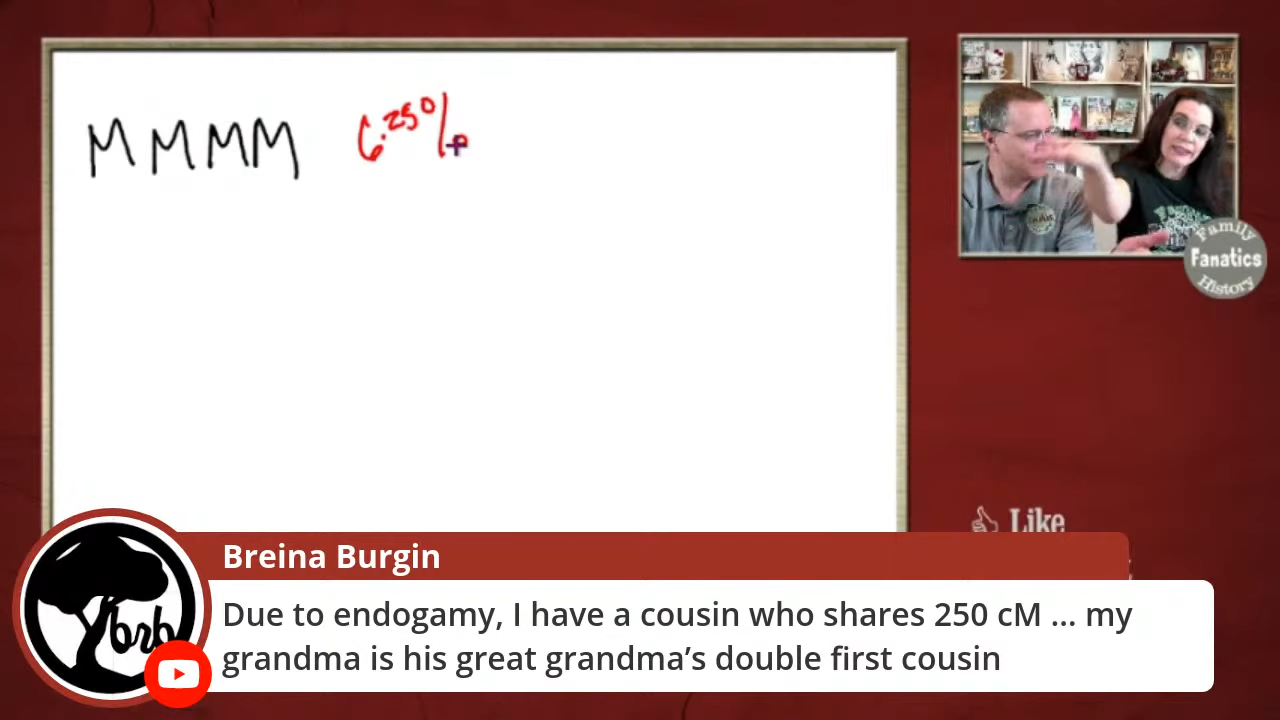 M M M M 6.25%
Family
Fanatics
History
Like
Breina Burgin
Due to endogamy, I have a cousin who shares 250 cM ... my
grandma is his great grandma's double first cousin
brb